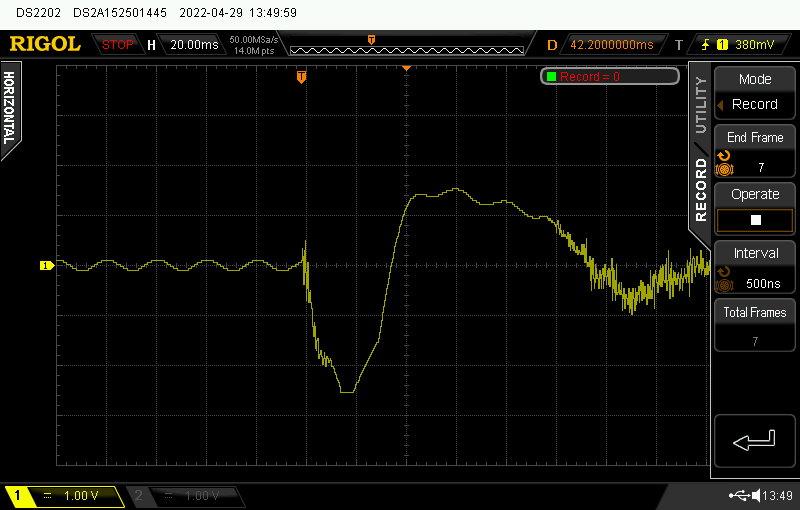 DS2202 DS2A152501445 2022-04-29 13:49:59
RIGOL STOP H 20.00ms 50.00MSa/s 14.0M pts T D 42.2000000ms T 1 380mV
HORIZONTAL
T
Record = 0
1
UTILITY
RECORD
Mode
Record
End Frame
7
Operate
Interval
500ns
Total Frames
7
1 = 1.00 V 2 = 1.00 V 13:49